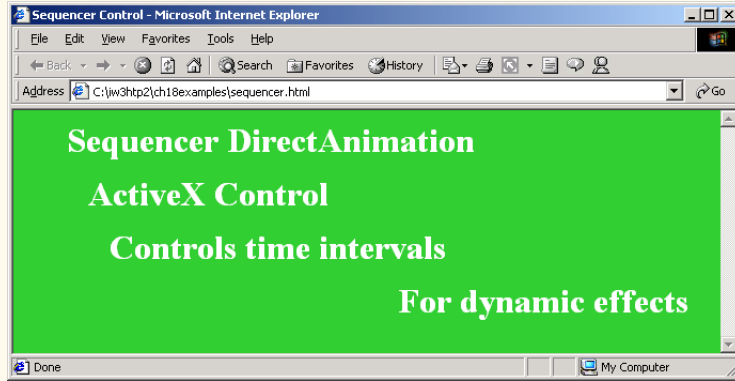 Sequencer Control - Microsoft Internet Explorer
File Edit View Favorites Tools Help
Back Search Favorites History
Address C:\iw3htp2\ch18examples\sequencer.html Go
Sequencer DirectAnimation
ActiveX Control
Controls time intervals
For dynamic effects
Done My Computer